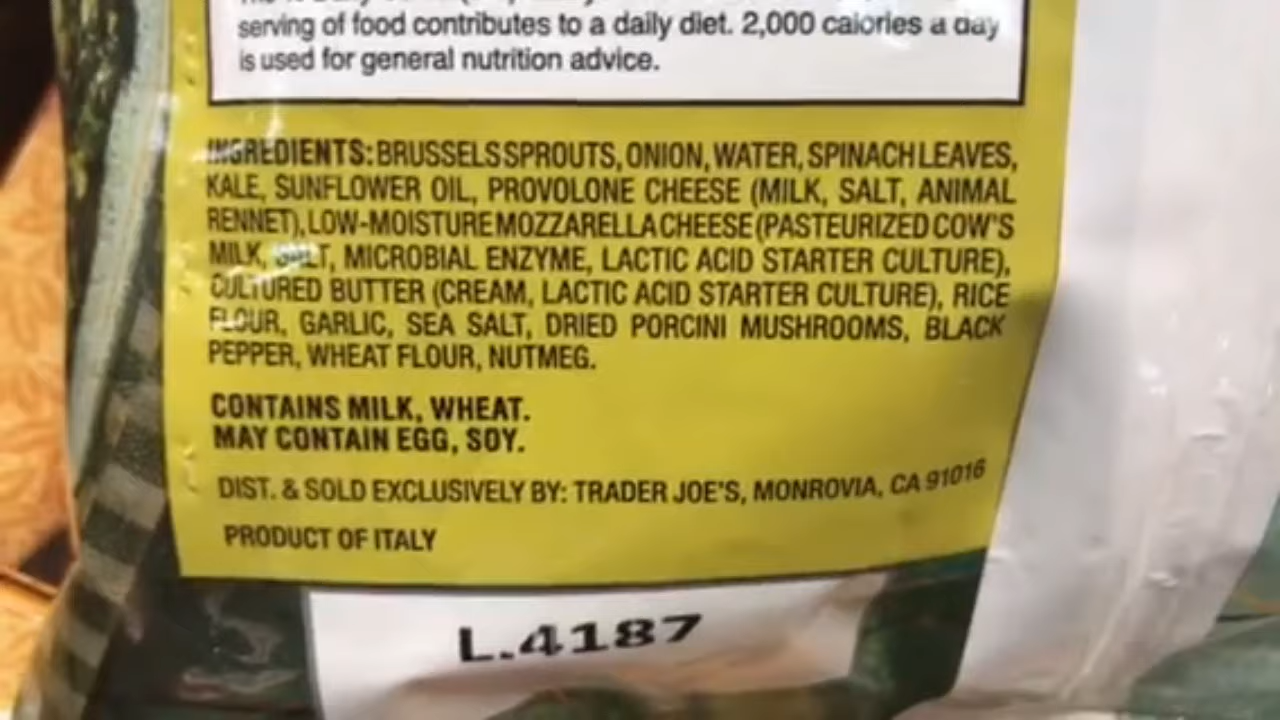 serving of food contributes to a daily diet. 2,000 calories a day
is used for general nutrition advice.
INGREDIENTS: BRUSSELS SPROUTS, ONION, WATER, SPINACH LEAVES,
KALE, SUNFLOWER OIL, PROVOLONE CHEESE (MILK, SALT, ANIMAL
RENNET), LOW-MOISTURE MOZZARELLA CHEESE (PASTEURIZED COW'S
MILK, SALT, MICROBIAL ENZYME, LACTIC ACID STARTER CULTURE),
CULTURED BUTTER (CREAM, LACTIC ACID STARTER CULTURE), RICE
FLOUR, GARLIC, SEA SALT, DRIED PORCINI MUSHROOMS, BLACK
PEPPER, WHEAT FLOUR, NUTMEG.
CONTAINS MILK, WHEAT.
MAY CONTAIN EGG, SOY.
DIST. & SOLD EXCLUSIVELY BY: TRADER JOE'S, MONROVIA, CA 91016
PRODUCT OF ITALY
L.4187